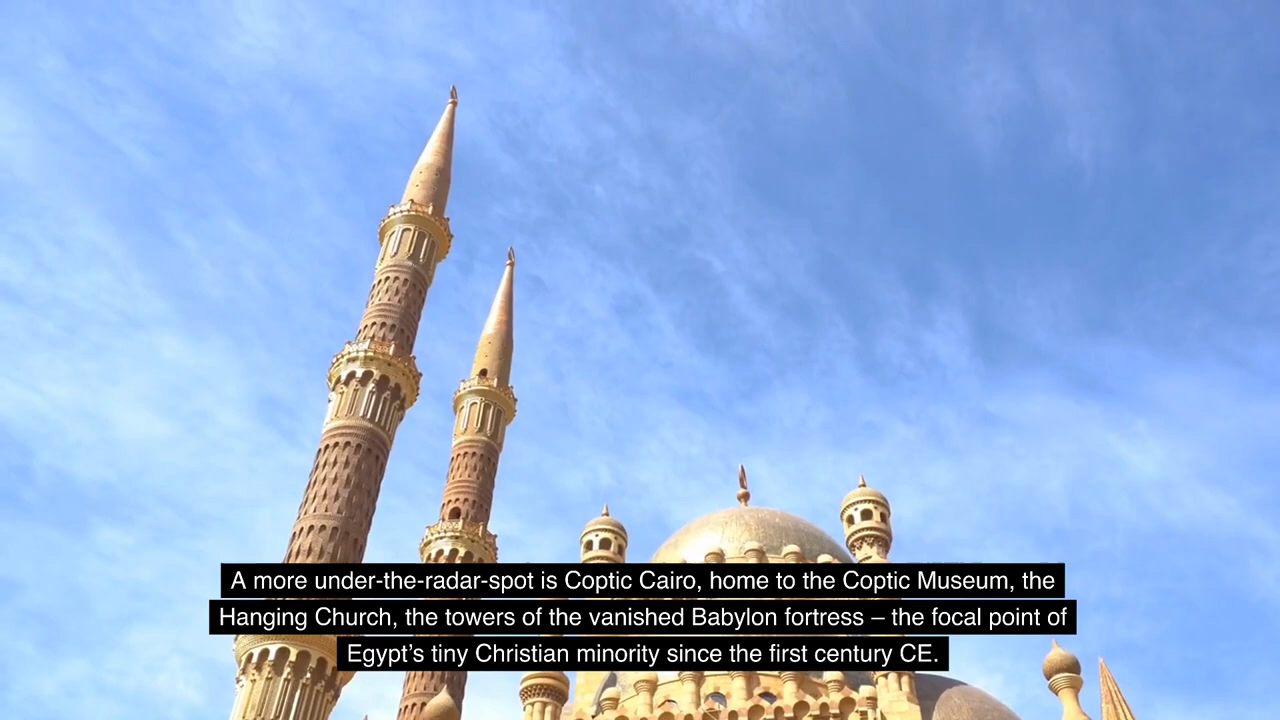 A more under-the-radar-spot is Coptic Cairo, home to the Coptic Museum, the
Hanging Church, the towers of the vanished Babylon fortress – the focal point of
Egypt’s tiny Christian minority since the first century CE.